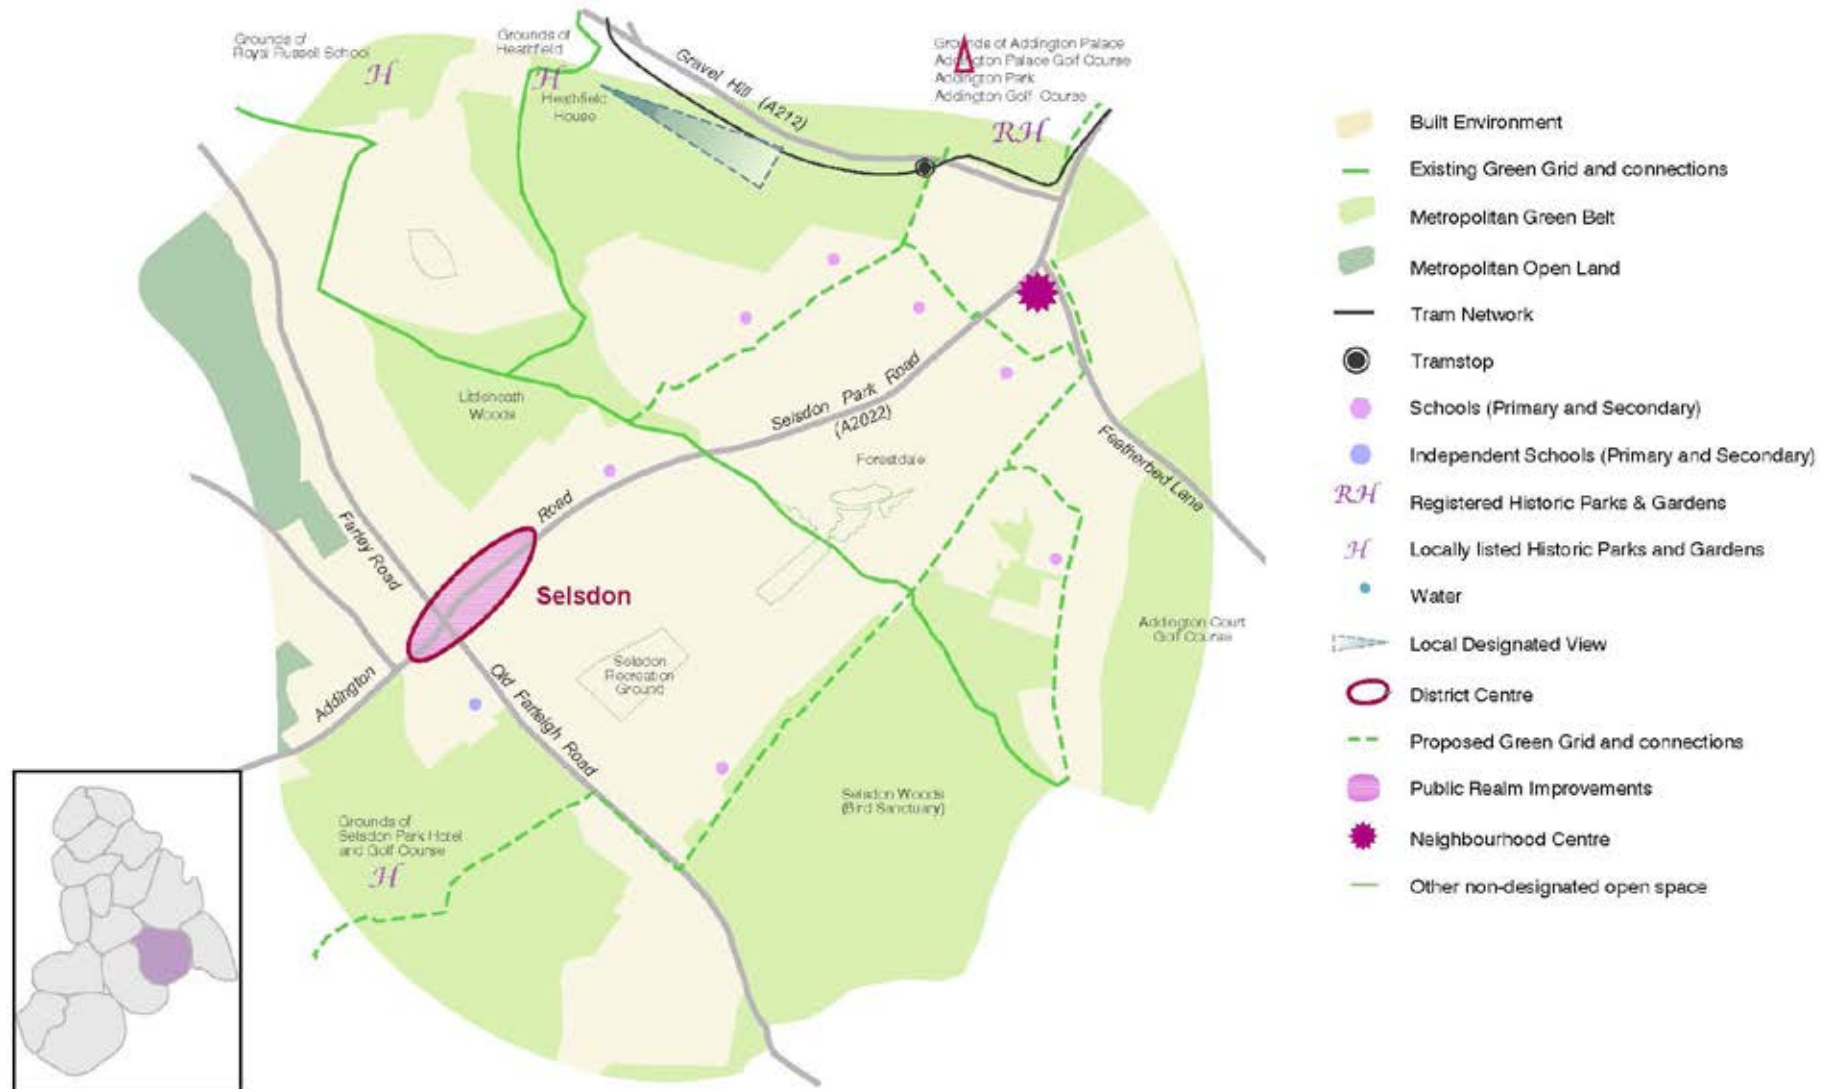 Grounds of
Royal Russell School
H
Grounds of
Heathfield
H
Heathfield
House
Gravel Hill (A212)
Grounds of Addington Palace
Addington Palace Golf Course
Addington Park
Addington Golf Course
RH
Littleheath
Woods
Selsdon Park Road
(A2022)
Forestdale
Featherbed Lane
Farley Road
Road
Selsdon
Addington
Old Farleigh Road
Selsdon
Recreation
Ground
Addington Court
Golf Course
Selsdon Woods
(Bird Sanctuary)
Grounds of
Selsdon Park Hotel
and Golf Course
H
Built Environment
Existing Green Grid and connections
Metropolitan Green Belt
Metropolitan Open Land
Tram Network
Tramstop
Schools (Primary and Secondary)
Independent Schools (Primary and Secondary)
RH Registered Historic Parks & Gardens
H Locally listed Historic Parks and Gardens
Water
Local Designated View
District Centre
Proposed Green Grid and connections
Public Realm Improvements
Neighbourhood Centre
Other non-designated open space